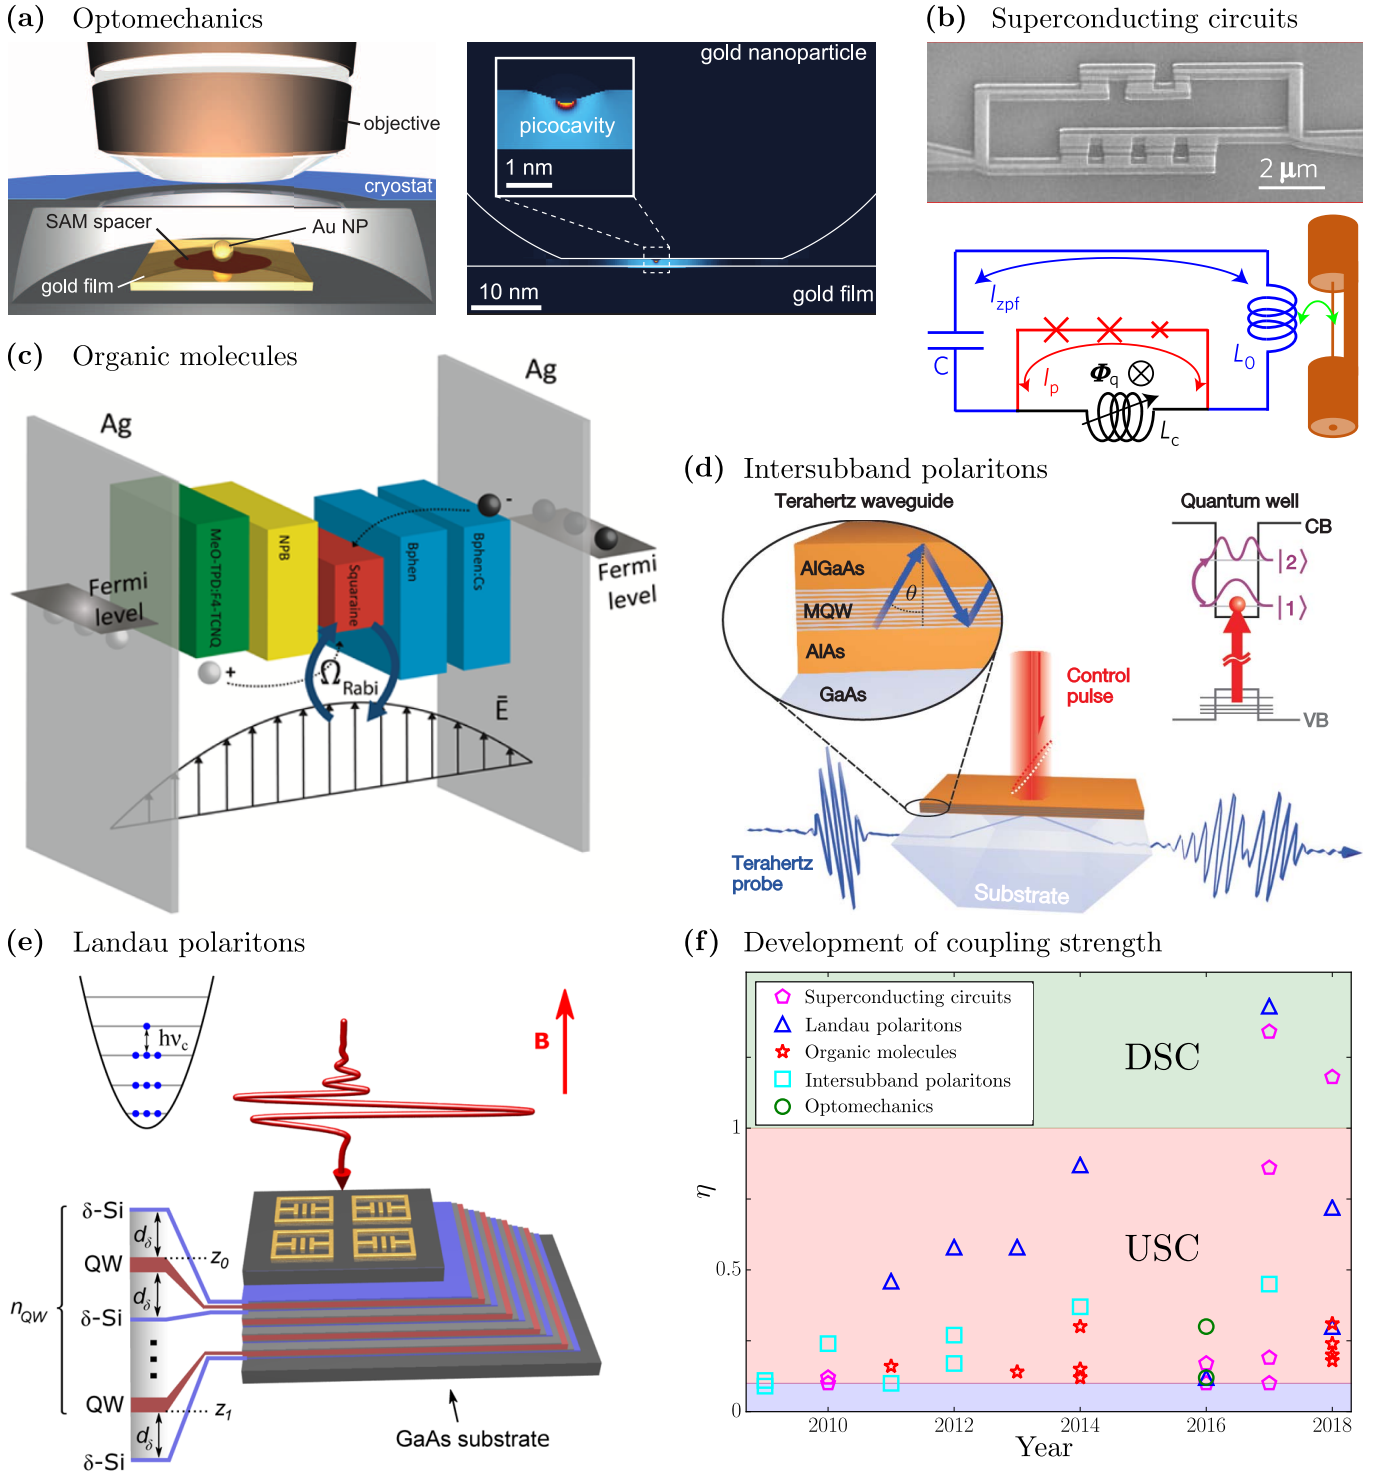 (a) Optomechanics
objective
cryostat
SAM spacer
Au NP
gold film
gold nanoparticle
picocavity
1 nm
10 nm
gold film
(b) Superconducting circuits
2 μm
I_zpf
C
I_p
Φ_q
L_0
L_c
(c) Organic molecules
Ag
Ag
MeO-TPD:F4-TCNQ
NPB
Squaraine
Bphen
Bphen:Cs
-
Fermi
level
Fermi
level
+
Ω_Rabi
Ē
(d) Intersubband polaritons
Terahertz waveguide
AlGaAs
MQW
AlAs
GaAs
θ
Quantum well
CB
|2⟩
|1⟩
VB
Control
pulse
Terahertz
probe
Substrate
(e) Landau polaritons
hν_c
B
δ-Si
d_δ
QW
z_0
d_δ
n_QW
δ-Si
QW
z_1
d_δ
δ-Si
GaAs substrate
(f) Development of coupling strength
Superconducting circuits
Landau polaritons
Organic molecules
Intersubband polaritons
Optomechanics
DSC
USC
1
0.5
0
η
2010
2012
2014
2016
2018
Year